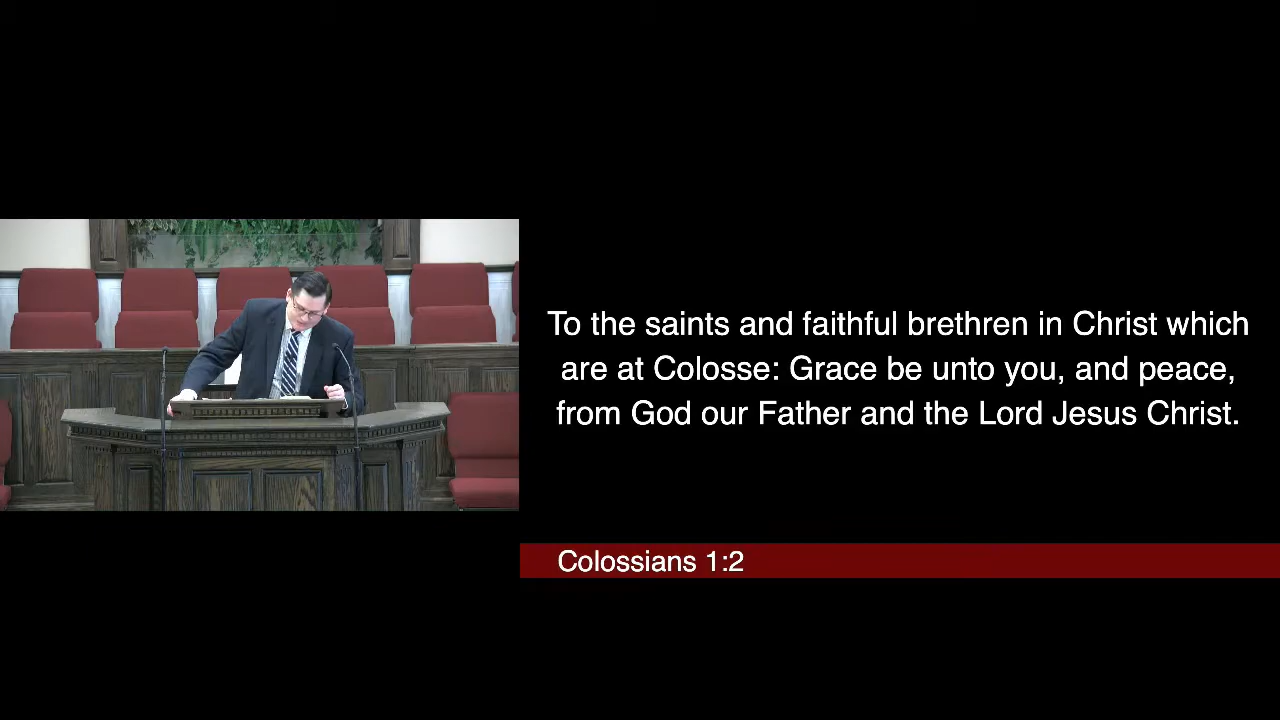 To the saints and faithful brethren in Christ which
are at Colosse: Grace be unto you, and peace,
from God our Father and the Lord Jesus Christ.
Colossians 1:2